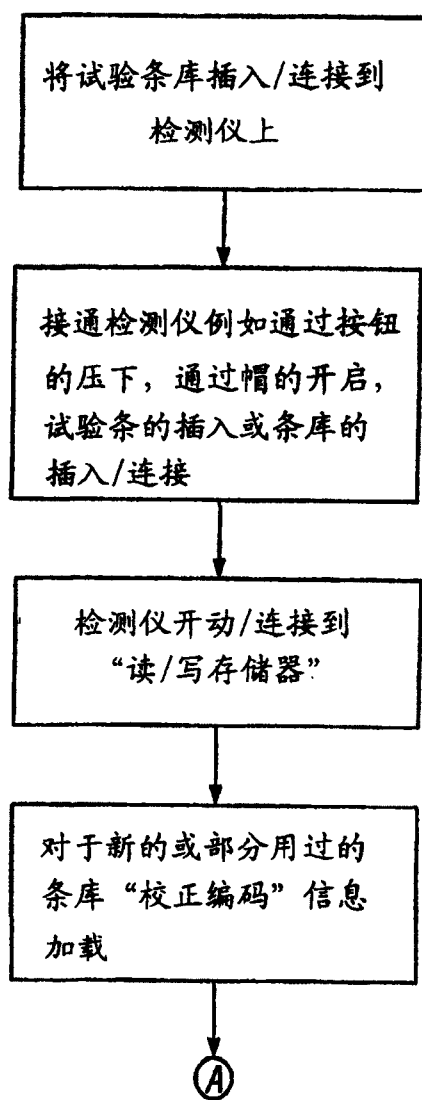 将试验条库插入/连接到
检测仪上
接通检测仪例如通过按钮
的压下，通过帽的开启，
试验条的插入或条库的
插入/连接
检测仪开动/连接到
“读/写存储器”
对于新的或部分用过的
条库“校正编码”信息
加载
A